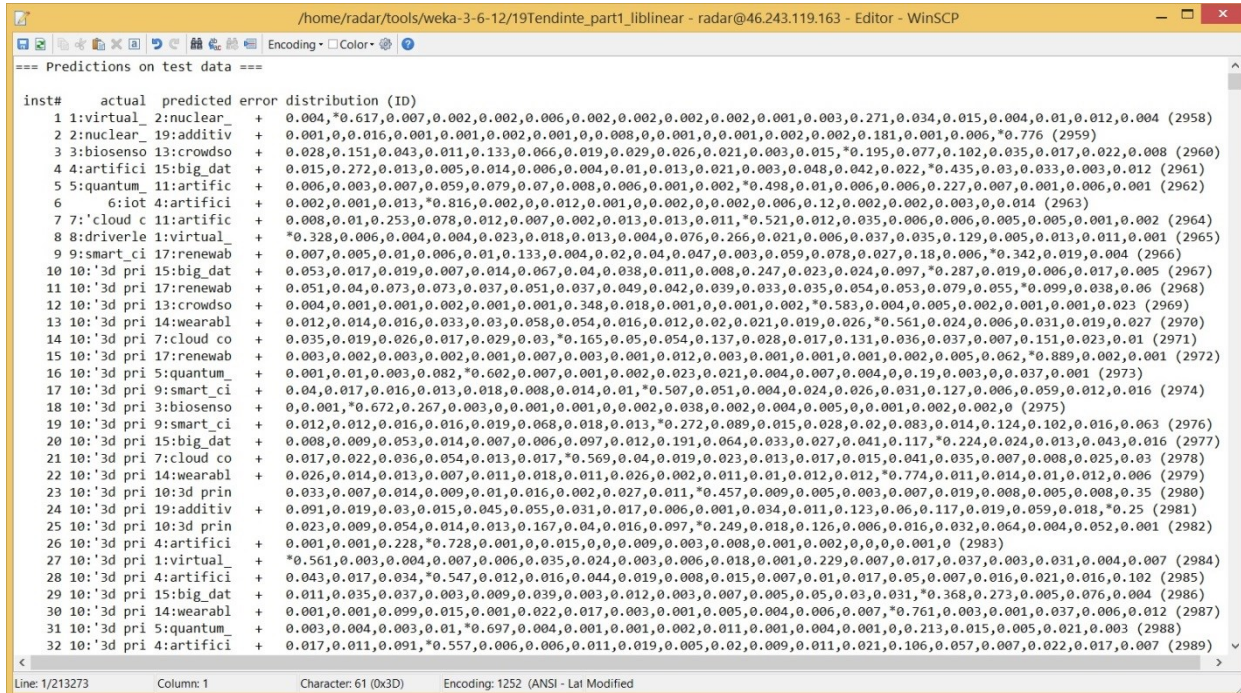 /home/radar/tools/weka-3-6-12/19Tendinte_part1_liblinear - radar@46.243.119.163 - Editor - WinSCP
Encoding Color
=== Predictions on test data ===
inst# actual predicted error distribution (ID)
1 1:virtual_ 2:nuclear_ + 0.004,*0.617,0.007,0.002,0.002,0.006,0.002,0.002,0.002,0.002,0.001,0.003,0.271,0.034,0.015,0.004,0.01,0.012,0.004 (2958)
2 2:nuclear_ 19:additiv + 0.001,0,0.016,0.001,0.001,0.002,0.001,0,0.008,0,0.001,0,0.001,0.002,0.002,0.181,0.001,0.006,*0.776 (2959)
3 3:biosenso 13:crowdso + 0.028,0.151,0.043,0.011,0.133,0.066,0.019,0.029,0.026,0.021,0.003,0.015,*0.195,0.077,0.102,0.035,0.017,0.022,0.008 (2960)
4 4:artifici 15:big_dat + 0.015,0.272,0.013,0.005,0.014,0.006,0.004,0.01,0.013,0.021,0.003,0.048,0.042,0.022,*0.435,0.03,0.033,0.003,0.012 (2961)
5 5:quantum_ 11:artific + 0.006,0.003,0.007,0.059,0.079,0.07,0.008,0.006,0.001,0.002,*0.498,0.01,0.006,0.006,0.227,0.007,0.001,0.006,0.001 (2962)
6 6:iot 4:artifici + 0.002,0.001,0.013,*0.816,0.002,0,0.012,0.001,0,0.002,0,0.002,0.006,0.12,0.002,0.002,0.003,0,0.014 (2963)
7 7:'cloud c 11:artific + 0.008,0.01,0.253,0.078,0.012,0.007,0.002,0.013,0.013,0.011,*0.521,0.012,0.035,0.006,0.006,0.005,0.005,0.001,0.002 (2964)
8 8:driverle 1:virtual_ + *0.328,0.006,0.004,0.004,0.023,0.018,0.013,0.004,0.076,0.266,0.021,0.006,0.037,0.035,0.129,0.005,0.013,0.011,0.001 (2965)
9 9:smart_ci 17:renewab + 0.007,0.005,0.01,0.006,0.01,0.133,0.004,0.02,0.04,0.047,0.003,0.059,0.078,0.027,0.18,0.006,*0.342,0.019,0.004 (2966)
10 10:'3d pri 15:big_dat + 0.053,0.017,0.019,0.007,0.014,0.067,0.04,0.038,0.011,0.008,0.247,0.023,0.024,0.097,*0.287,0.019,0.006,0.017,0.005 (2967)
11 10:'3d pri 17:renewab + 0.051,0.04,0.073,0.073,0.037,0.051,0.037,0.049,0.042,0.039,0.033,0.035,0.054,0.053,0.079,0.055,*0.099,0.038,0.06 (2968)
12 10:'3d pri 13:crowdso + 0.004,0.001,0.001,0.002,0.001,0.001,0.348,0.018,0.001,0,0.001,0.002,*0.583,0.004,0.005,0.002,0.001,0.001,0.023 (2969)
13 10:'3d pri 14:wearabl + 0.012,0.014,0.016,0.033,0.03,0.058,0.054,0.016,0.012,0.02,0.021,0.019,0.026,*0.561,0.024,0.006,0.031,0.019,0.027 (2970)
14 10:'3d pri 7:cloud co + 0.035,0.019,0.026,0.017,0.029,0.03,*0.165,0.05,0.054,0.137,0.028,0.017,0.131,0.036,0.037,0.007,0.151,0.023,0.01 (2971)
15 10:'3d pri 17:renewab + 0.003,0.002,0.003,0.002,0.001,0.007,0.003,0.001,0.012,0.003,0.001,0.001,0.001,0.002,0.005,0.062,*0.889,0.002,0.001 (2972)
16 10:'3d pri 5:quantum_ + 0.001,0.01,0.003,0.082,*0.602,0.007,0.001,0.002,0.023,0.021,0.004,0.007,0.004,0,0.19,0.003,0,0.037,0.001 (2973)
17 10:'3d pri 9:smart_ci + 0.04,0.017,0.016,0.013,0.018,0.008,0.014,0.01,*0.507,0.051,0.004,0.024,0.026,0.031,0.127,0.006,0.059,0.012,0.016 (2974)
18 10:'3d pri 3:biosenso + 0,0.001,*0.672,0.267,0.003,0,0.001,0.001,0,0.002,0.038,0.002,0.004,0.005,0,0.001,0.002,0.002,0 (2975)
19 10:'3d pri 9:smart_ci + 0.012,0.012,0.016,0.016,0.019,0.068,0.018,0.013,*0.272,0.089,0.015,0.028,0.02,0.083,0.014,0.124,0.102,0.016,0.063 (2976)
20 10:'3d pri 15:big_dat + 0.008,0.009,0.053,0.014,0.007,0.006,0.097,0.012,0.191,0.064,0.033,0.027,0.041,0.117,*0.224,0.024,0.013,0.043,0.016 (2977)
21 10:'3d pri 7:cloud co + 0.017,0.022,0.036,0.054,0.013,0.017,*0.569,0.04,0.019,0.023,0.013,0.017,0.015,0.041,0.035,0.007,0.008,0.025,0.03 (2978)
22 10:'3d pri 14:wearabl + 0.026,0.014,0.013,0.007,0.011,0.018,0.011,0.026,0.002,0.011,0.01,0.012,0.012,*0.774,0.011,0.014,0.01,0.012,0.006 (2979)
23 10:'3d pri 10:3d prin 0.033,0.007,0.014,0.009,0.01,0.016,0.002,0.027,0.011,*0.457,0.009,0.005,0.003,0.007,0.019,0.008,0.005,0.008,0.35 (2980)
24 10:'3d pri 19:additiv + 0.091,0.019,0.03,0.015,0.045,0.055,0.031,0.017,0.006,0.001,0.034,0.011,0.123,0.06,0.117,0.019,0.059,0.018,*0.25 (2981)
25 10:'3d pri 10:3d prin 0.023,0.009,0.054,0.014,0.013,0.167,0.04,0.016,0.097,*0.249,0.018,0.126,0.006,0.016,0.032,0.064,0.004,0.052,0.001 (2982)
26 10:'3d pri 4:artifici + 0.001,0.001,0.228,*0.728,0.001,0,0.015,0,0,0.009,0.003,0.008,0.001,0.002,0,0,0,0.001,0 (2983)
27 10:'3d pri 1:virtual_ + *0.561,0.003,0.004,0.007,0.006,0.035,0.024,0.003,0.006,0.018,0.001,0.229,0.007,0.017,0.037,0.003,0.031,0.004,0.007 (2984)
28 10:'3d pri 4:artifici + 0.043,0.017,0.034,*0.547,0.012,0.016,0.044,0.019,0.008,0.015,0.007,0.01,0.017,0.05,0.007,0.016,0.021,0.016,0.102 (2985)
29 10:'3d pri 15:big_dat + 0.011,0.035,0.037,0.003,0.009,0.039,0.003,0.012,0.003,0.007,0.005,0.05,0.03,0.031,*0.368,0.273,0.005,0.076,0.004 (2986)
30 10:'3d pri 14:wearabl + 0.001,0.001,0.099,0.015,0.001,0.022,0.017,0.003,0.001,0.005,0.004,0.006,0.007,*0.761,0.003,0.001,0.037,0.006,0.012 (2987)
31 10:'3d pri 5:quantum_ + 0.003,0.004,0.003,0.01,*0.697,0.004,0.001,0.001,0.002,0.011,0.001,0.004,0.001,0,0.213,0.015,0.005,0.021,0.003 (2988)
32 10:'3d pri 4:artifici + 0.017,0.011,0.091,*0.557,0.006,0.006,0.011,0.019,0.005,0.02,0.009,0.011,0.021,0.106,0.057,0.007,0.022,0.017,0.007 (2989)
Line: 1/213273 Column: 1 Character: 61 (0x3D) Encoding: 1252 (ANSI - Lat Modified